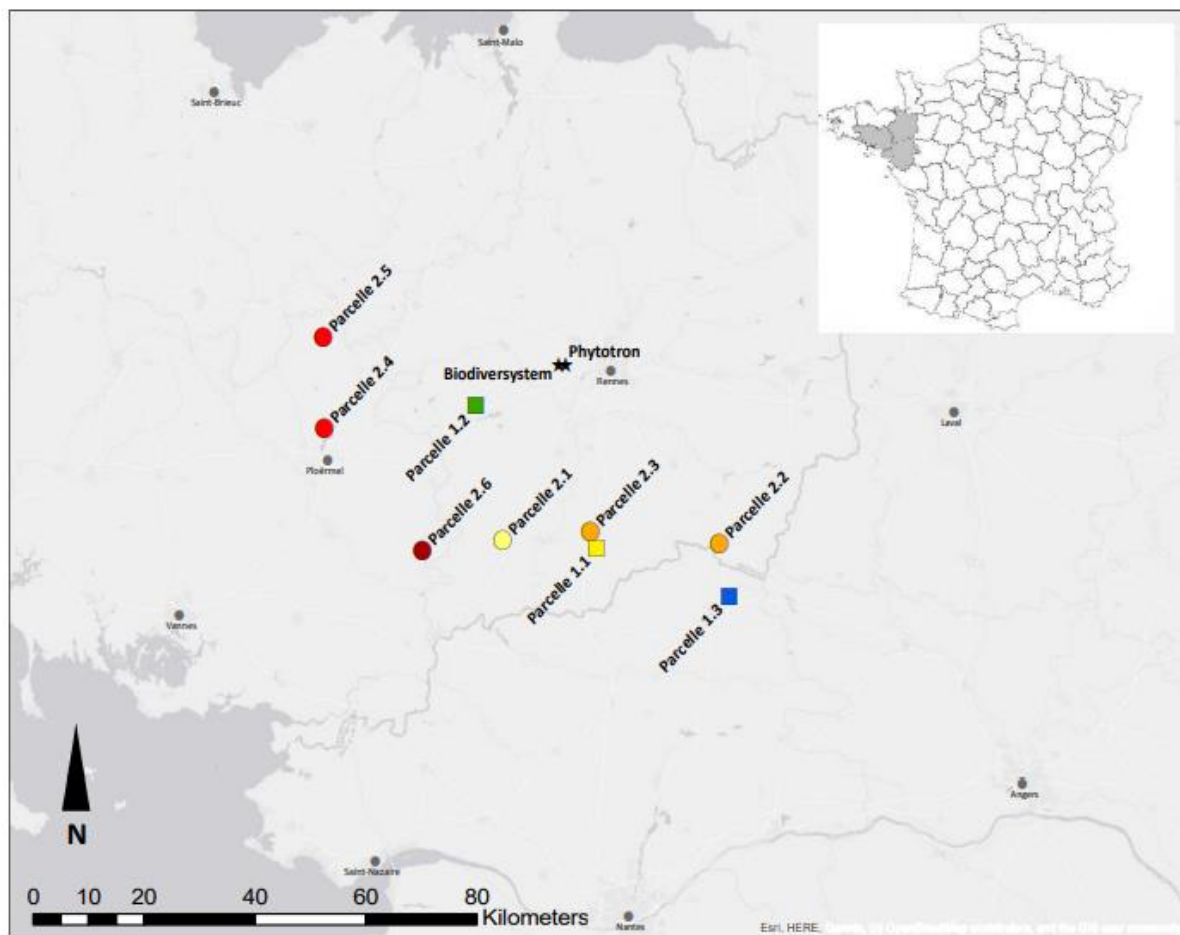 Saint-Malo
Saint-Brieuc
Parcelle 2.5
Phytotron
Biodiversystem
Rennes
Parcelle 2.4
Parcelle 1.2
Laval
Ploërmel
Parcelle 2.6
Parcelle 2.1
Parcelle 2.3
Parcelle 2.2
Parcelle 1.1
Parcelle 1.3
Vannes
N
Angers
Saint-Nazaire
0 10 20 40 60 80
Kilometers
Nantes
Esri, HERE,